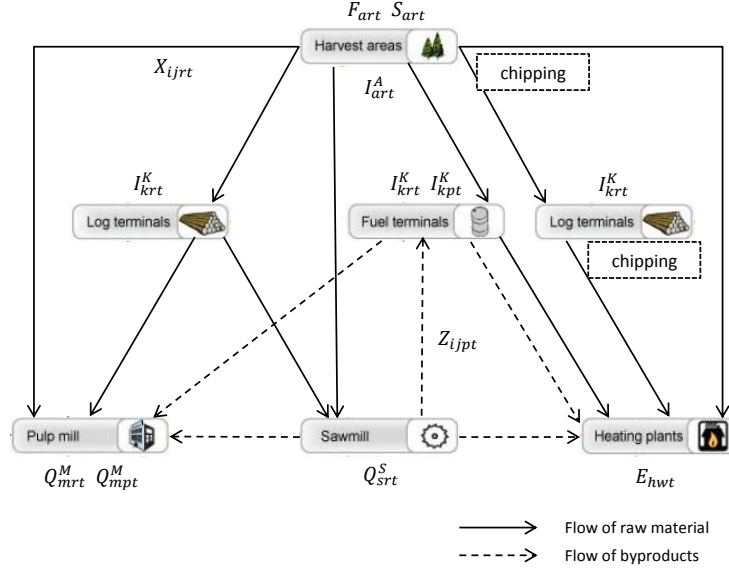 F_art S_art
Harvest areas
X_ijrt
I^A_art
chipping
I^K_krt
I^K_krt I^K_kpt
I^K_krt
Log terminals
Fuel terminals
Log terminals
chipping
Z_ijpt
Pulp mill
Sawmill
Heating plants
Q^M_mrt Q^M_mpt
Q^S_srt
E_hwt
Flow of raw material
Flow of byproducts